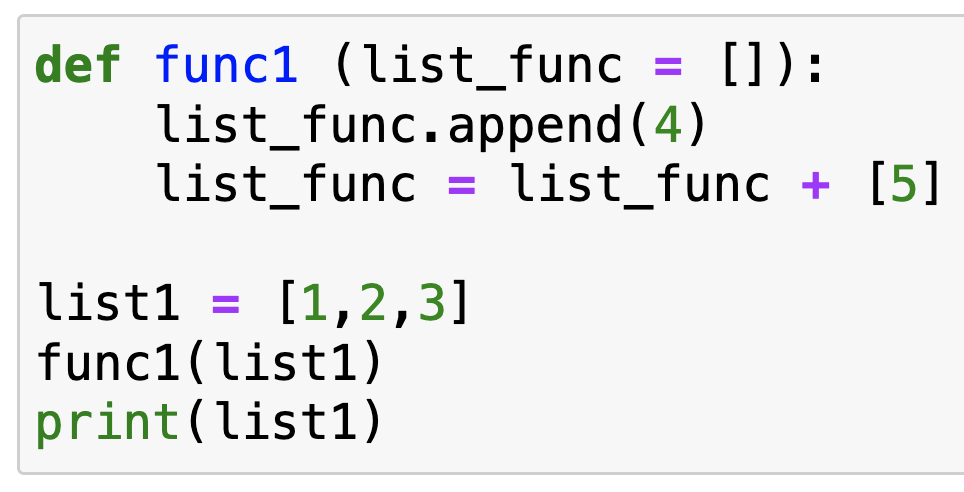 def func1 (list_func = []):
    list_func.append(4)
    list_func = list_func + [5]

list1 = [1,2,3]
func1(list1)
print(list1)